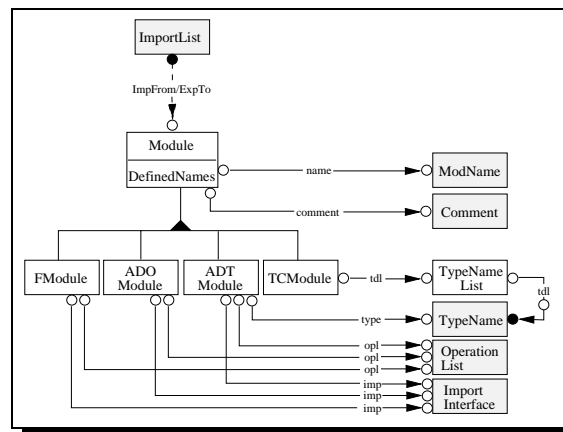 ImportList
ImpFrom/ExpTo
Module
DefinedNames
name
ModName
comment
Comment
FModule
ADO
Module
ADT
Module
TCModule
tdl
TypeName
List
tdl
type
TypeName
opl
opl
opl
Operation
List
imp
imp
imp
Import
Interface